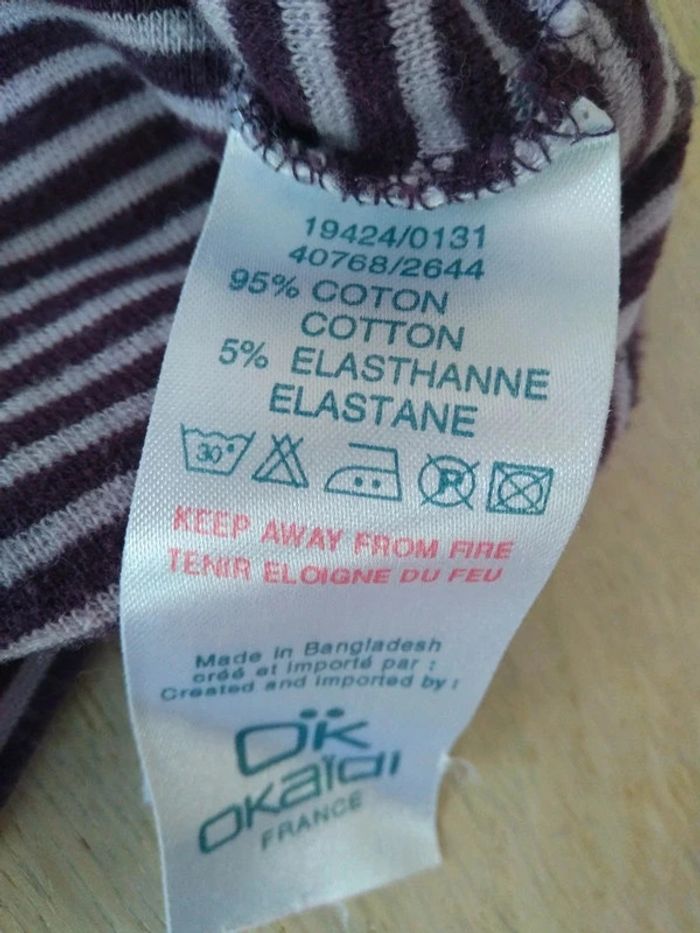 19424/0131
40768/2644
95% COTON
COTTON
5% ELASTHANNE
ELASTANE
30°
P
KEEP AWAY FROM FIRE
TENIR ELOIGNE DU FEU
Made in Bangladesh
créé et importé par :
Created and imported by :
ÖK
OKAÏDI
FRANCE